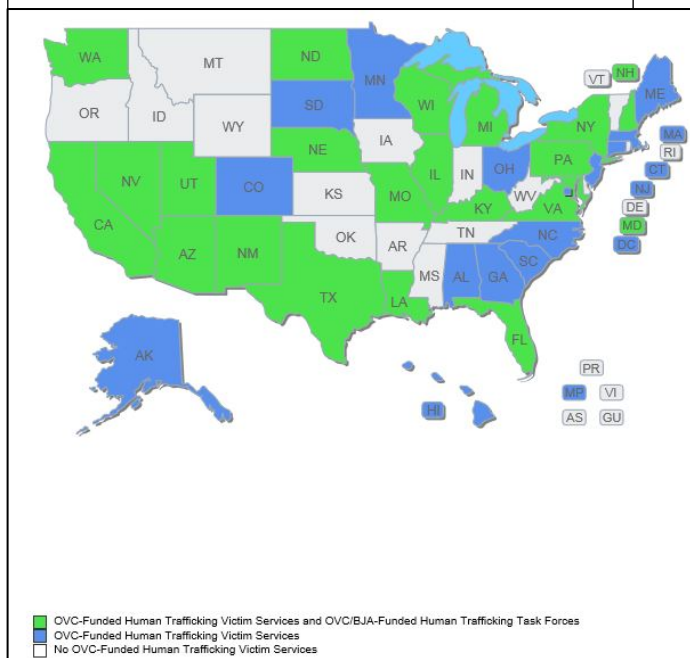 WA
MT
ND
MN
OR
ID
WY
SD
WI
MI
NY
VT
NH
ME
MA
RI
CT
NJ
DE
MD
DC
NV
UT
CO
NE
IA
IL
IN
OH
PA
WV
VA
CA
AZ
NM
KS
MO
KY
OK
AR
TN
NC
SC
TX
LA
MS
AL
GA
FL
AK
HI
PR
MP
VI
AS
GU
OVC-Funded Human Trafficking Victim Services and OVC/BJA-Funded Human Trafficking Task Forces
OVC-Funded Human Trafficking Victim Services
No OVC-Funded Human Trafficking Victim Services